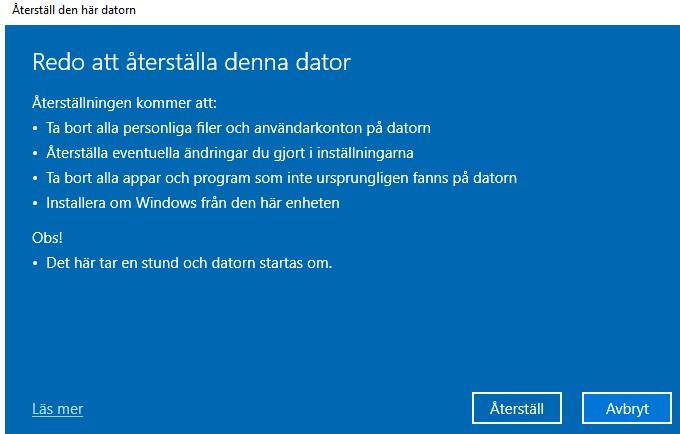 Återställ den här datorn
Redo att återställa denna dator
Återställningen kommer att:
• Ta bort alla personliga filer och användarkonton på datorn
• Återställa eventuella ändringar du gjort i inställningarna
• Ta bort alla appar och program som inte ursprungligen fanns på datorn
• Installera om Windows från den här enheten
Obs!
• Det här tar en stund och datorn startas om.
Läs mer
Återställ
Avbryt